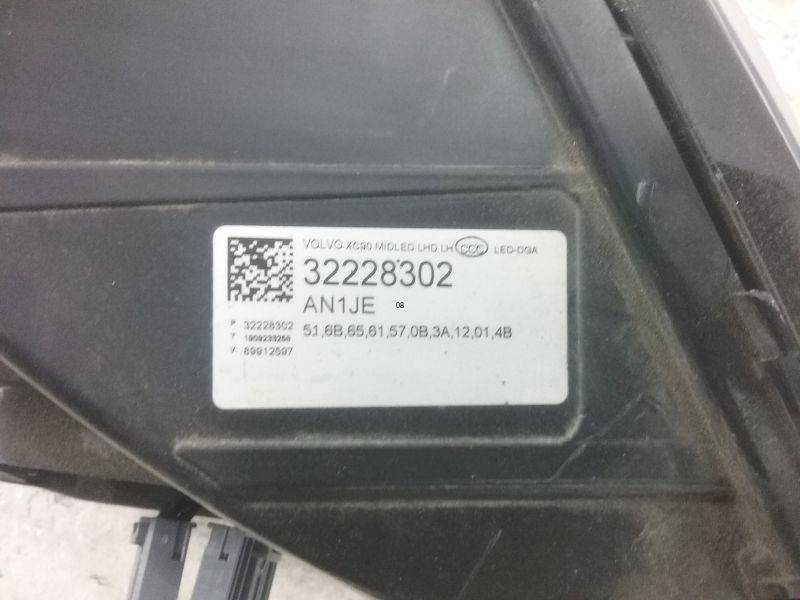 VOLVO XC90 MIDLED LHD LH CCC LED-DGA
32228302
AN1JE 08
P 32228302
T 1909233256
V 89912597
51,6B,65,61,57,0B,3A,12,01,4B